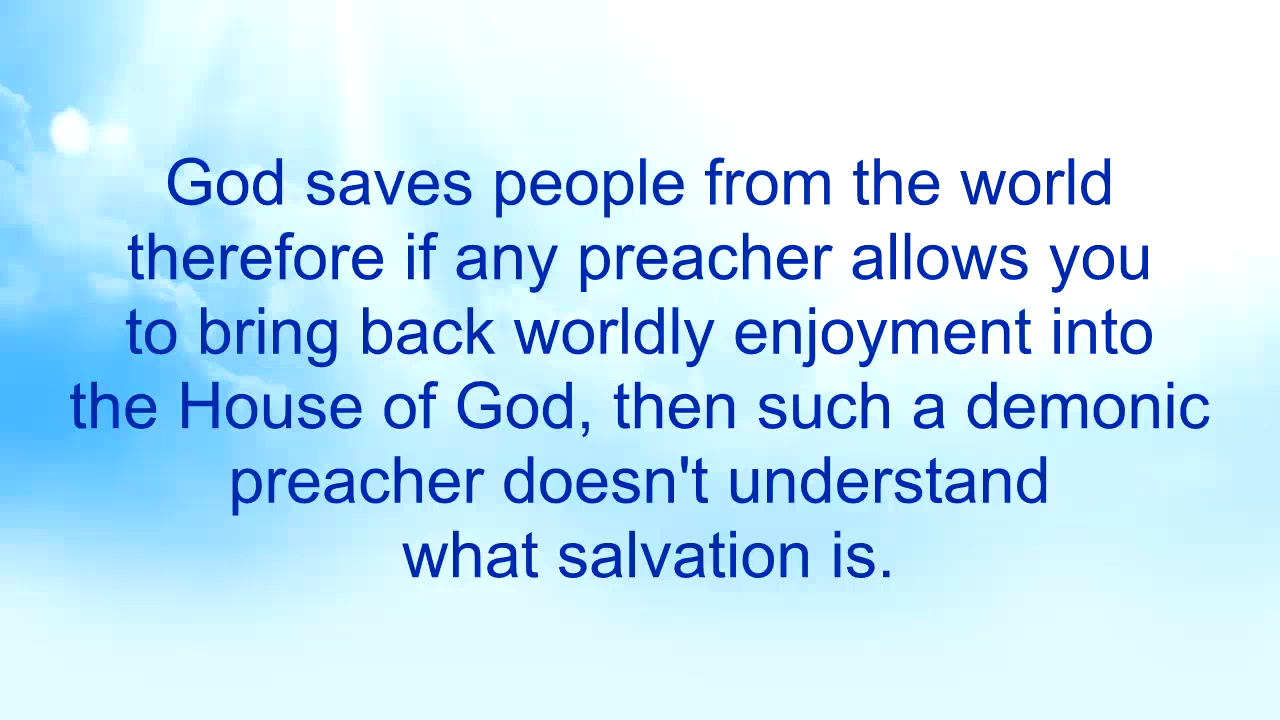 God saves people from the world
therefore if any preacher allows you
to bring back worldly enjoyment into
the House of God, then such a demonic
preacher doesn't understand
what salvation is.